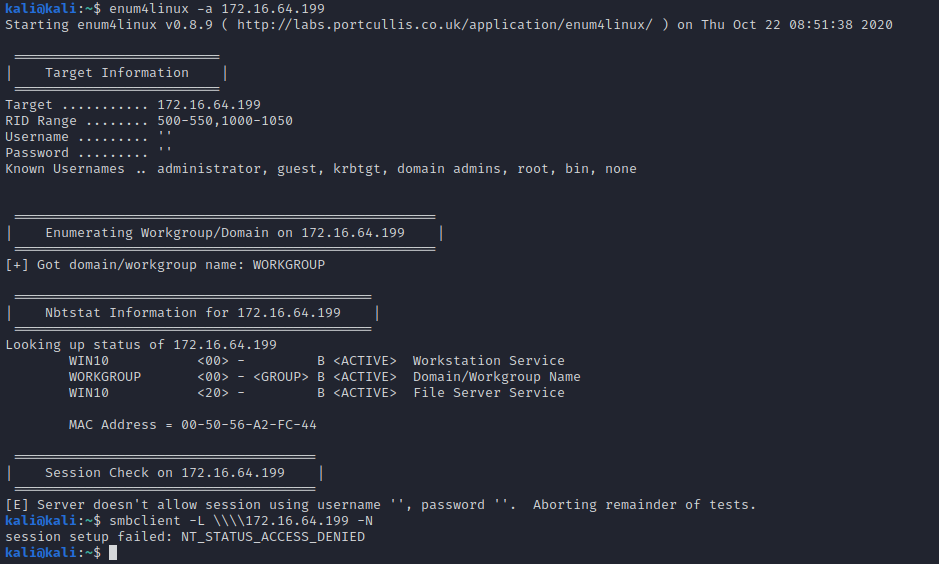 kali@kali:~$ enum4linux -a 172.16.64.199
Starting enum4linux v0.8.9 ( http://labs.portcullis.co.uk/application/enum4linux/ ) on Thu Oct 22 08:51:38 2020
==========================
| Target Information |
==========================
Target ........... 172.16.64.199
RID Range ........ 500-550,1000-1050
Username ......... ''
Password ......... ''
Known Usernames .. administrator, guest, krbtgt, domain admins, root, bin, none
=====================================================
| Enumerating Workgroup/Domain on 172.16.64.199 |
=====================================================
[+] Got domain/workgroup name: WORKGROUP
=============================================
| Nbtstat Information for 172.16.64.199 |
=============================================
Looking up status of 172.16.64.199
WIN10 <00> - B <ACTIVE> Workstation Service
WORKGROUP <00> - <GROUP> B <ACTIVE> Domain/Workgroup Name
WIN10 <20> - B <ACTIVE> File Server Service
MAC Address = 00-50-56-A2-FC-44
======================================
| Session Check on 172.16.64.199 |
======================================
[E] Server doesn't allow session using username '', password ''. Aborting remainder of tests.
kali@kali:~$ smbclient -L \\\\172.16.64.199 -N
session setup failed: NT_STATUS_ACCESS_DENIED
kali@kali:~$